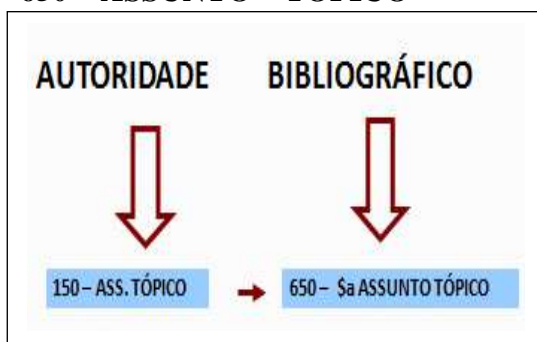 AUTORIDADE BIBLIOGRÁFICO
150 – ASS. TÓPICO 650 – $a ASSUNTO TÓPICO